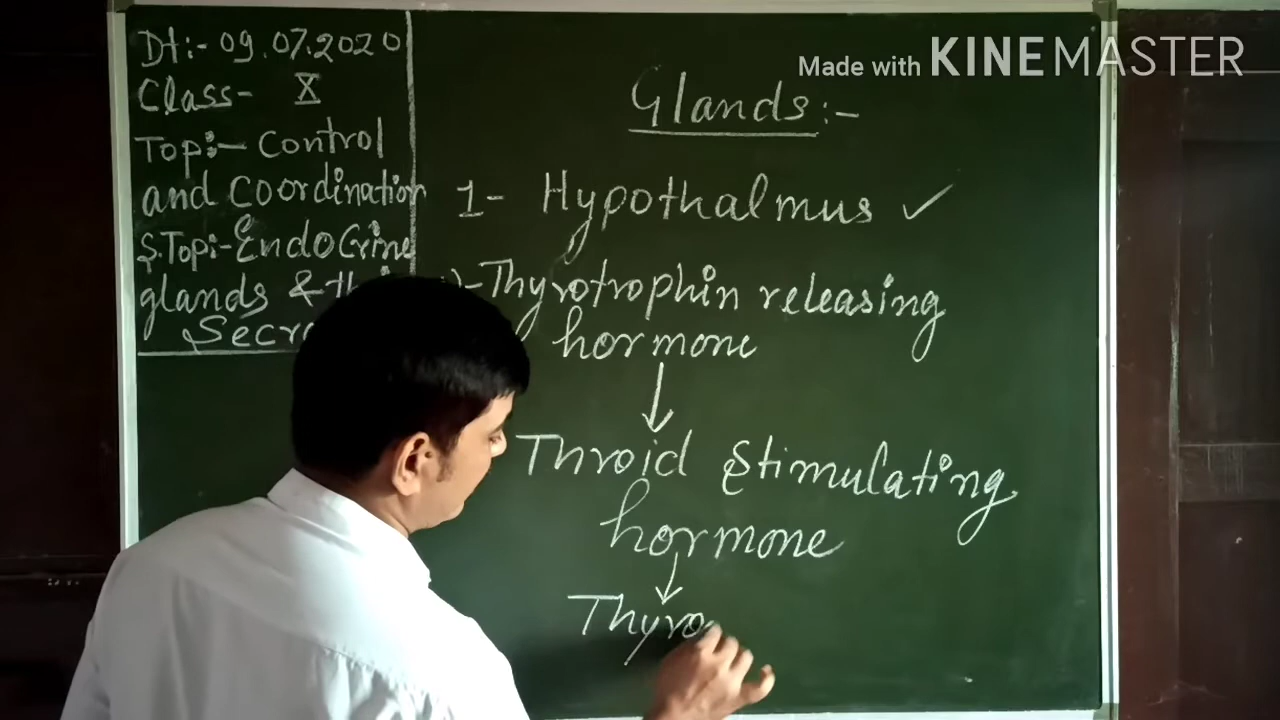 Made with KINEMASTER
Dt:- 09.07.2020
Class- X
Top:- Control
and Coordination
S.Top:- Endocrine
glands &
Glands:-
1- Hypothalmus ✓
Thyrotrophin releasing
hormone
↓
Throid Stimulating
hormone
↓
Thyro